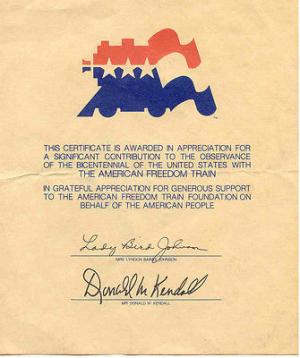 THIS CERTIFICATE IS AWARDED IN APPRECIATION FOR
A SIGNIFICANT CONTRIBUTION TO THE OBSERVANCE
OF THE BICENTENNIAL OF THE UNITED STATES WITH
THE AMERICAN FREEDOM TRAIN
IN GRATEFUL APPRECIATION FOR GENEROUS SUPPORT
TO THE AMERICAN FREEDOM TRAIN FOUNDATION ON
BEHALF OF THE AMERICAN PEOPLE
Lady Bird Johnson
MRS LYNDON BAINES JOHNSON
Donald M Kendall
MR DONALD M. KENDALL